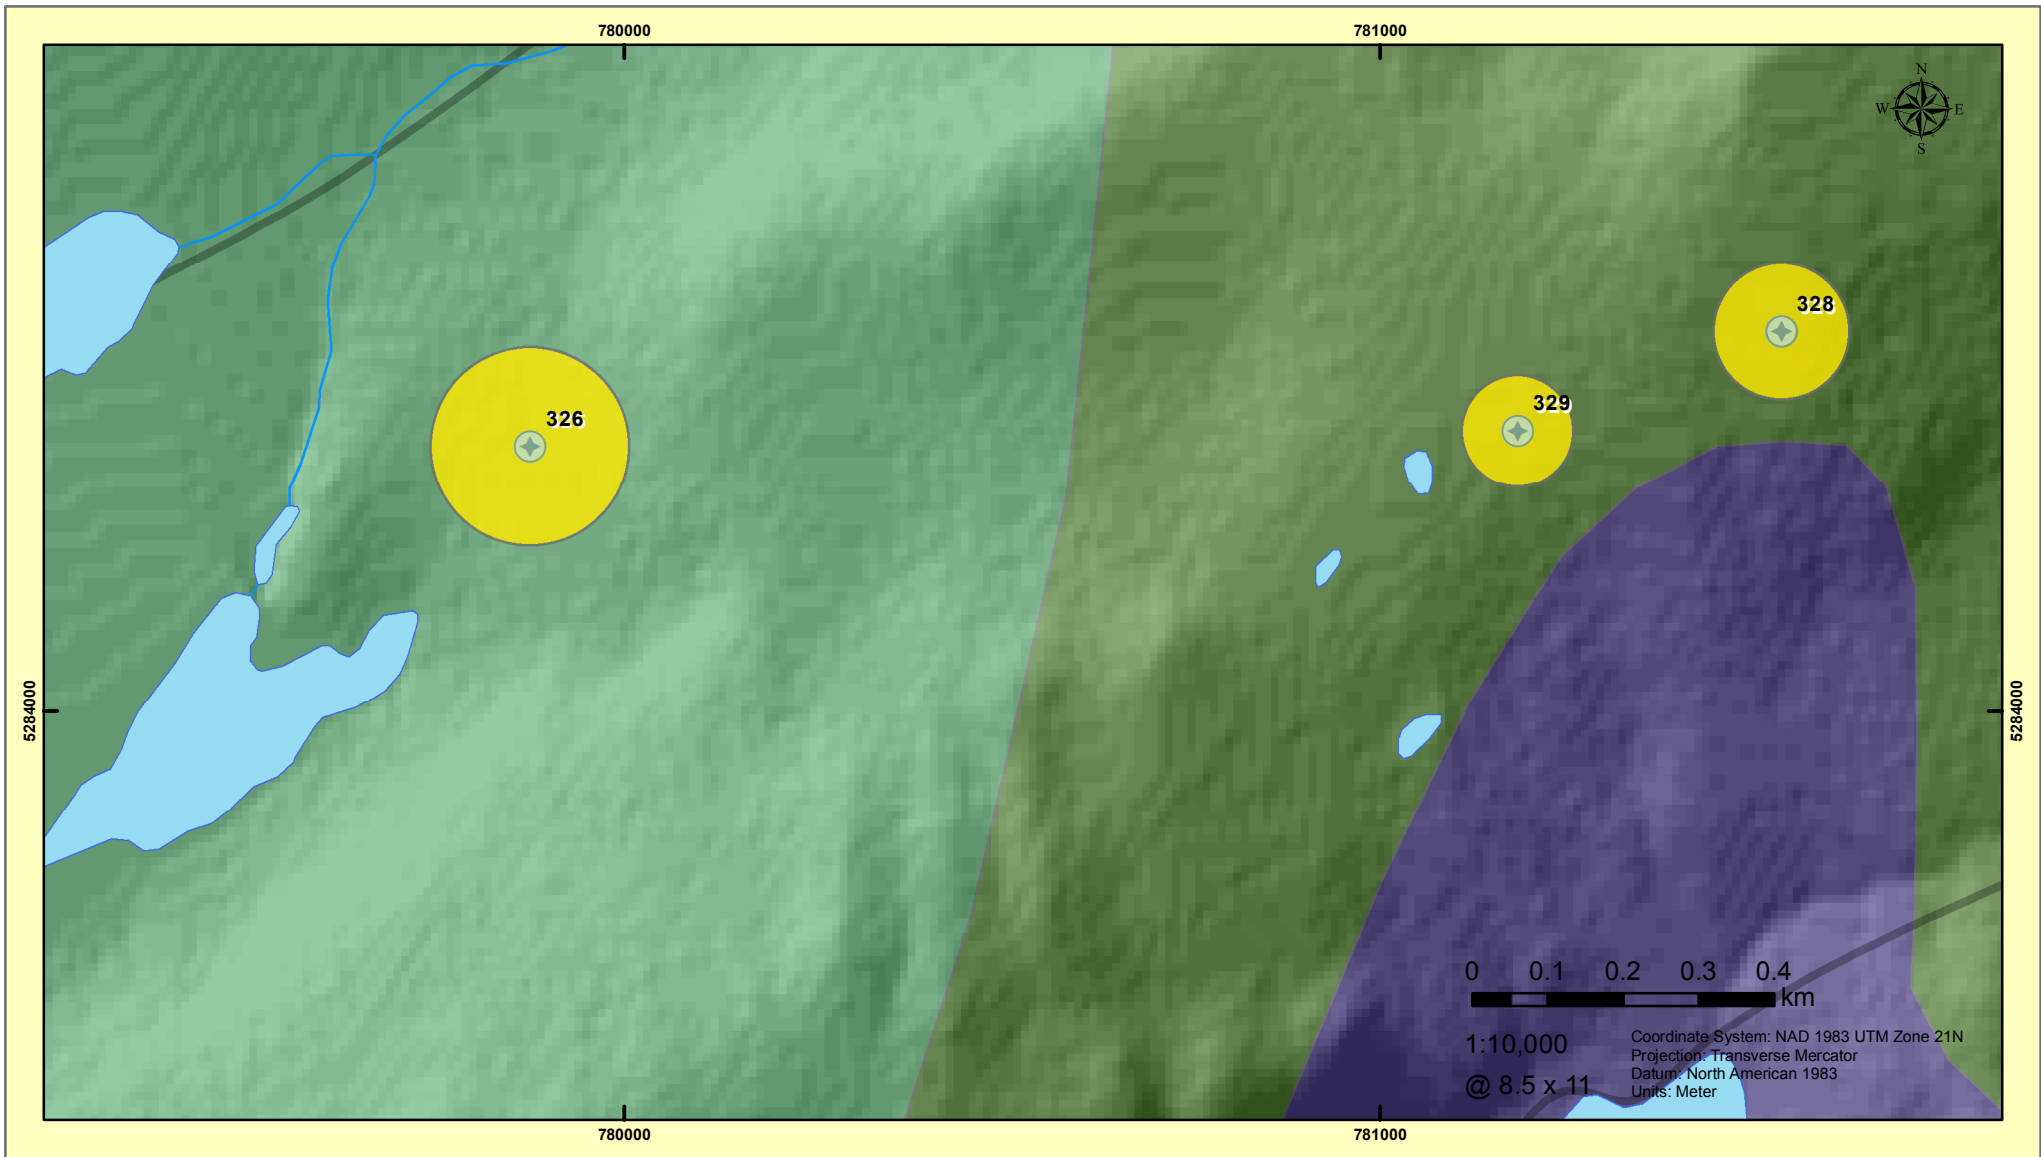 780000 781000
N
W E
S
328
329
326
5284000 5284000
0 0.1 0.2 0.3 0.4
km
1:10,000
@ 8.5 x 11
Coordinate System: NAD 1983 UTM Zone 21N
Projection: Transverse Mercator
Datum: North American 1983
Units: Meter
780000 781000